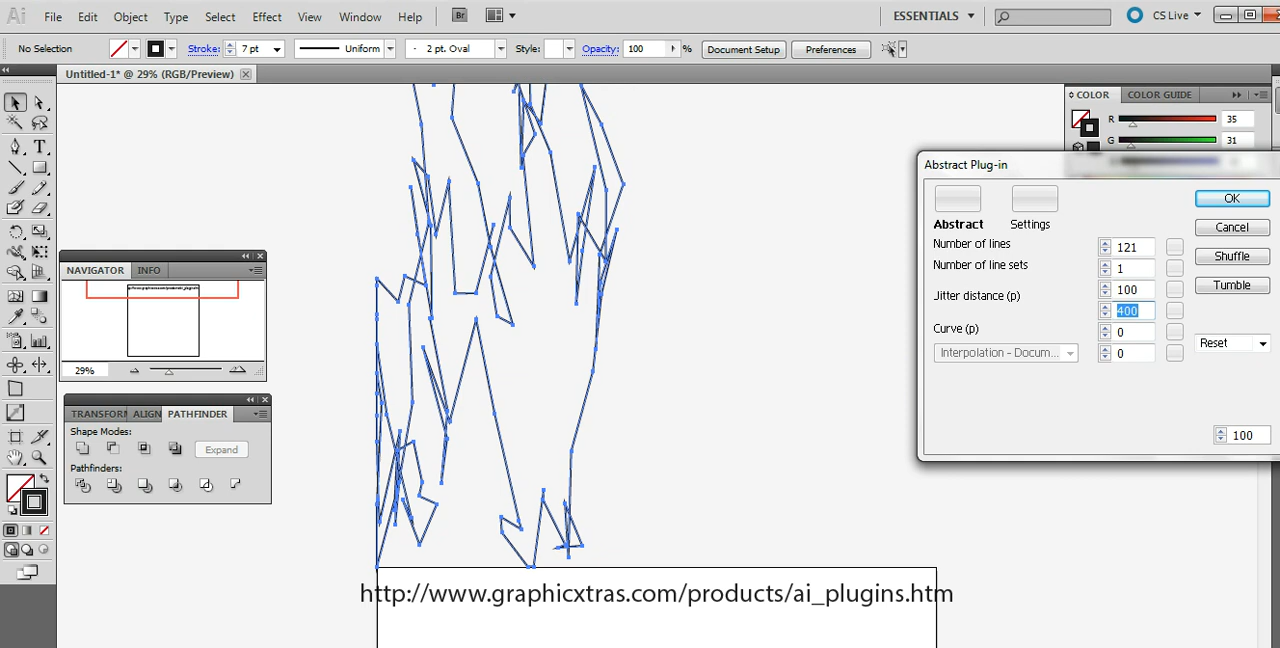 Ai File Edit Object Type Select Effect View Window Help Br ESSENTIALS CS Live
No Selection Stroke: 7 pt Uniform 2 pt. Oval Style: Opacity: 100 % Document Setup Preferences
Untitled-1* @ 29% (RGB/Preview)
COLOR COLOR GUIDE
R 35
G 31
Abstract Plug-in
Abstract Settings
OK
Cancel
Shuffle
Tumble
Reset
Number of lines 121
Number of line sets 1
Jitter distance (p) 100
400
Curve (p) 0
Interpolation - Docum... 0
100
NAVIGATOR INFO
29%
TRANSFORM ALIGN PATHFINDER
Shape Modes:
Expand
Pathfinders:
http://www.graphicxtras.com/products/ai_plugins.htm